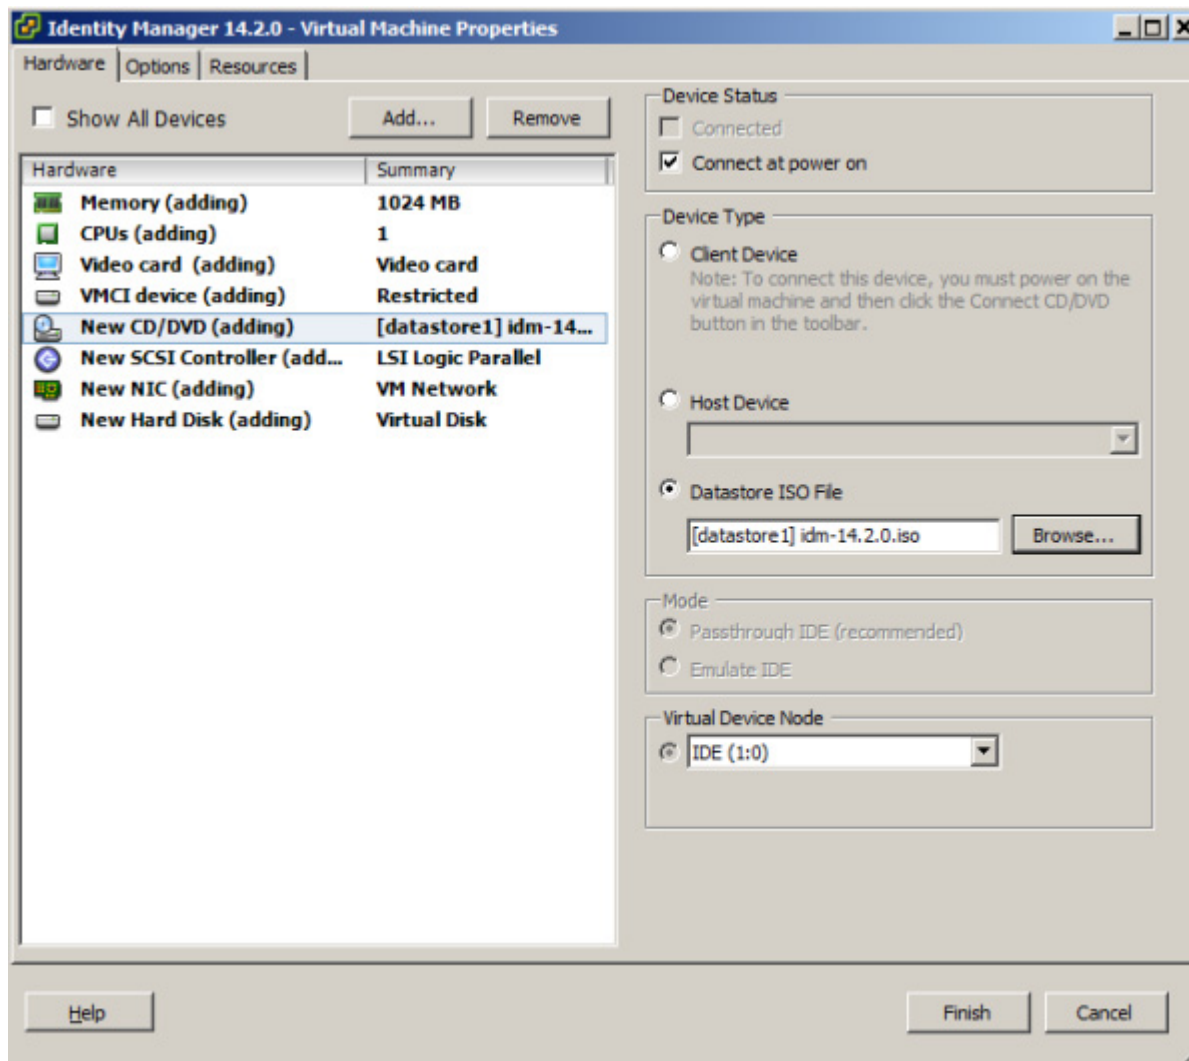 Identity Manager 14.2.0 - Virtual Machine Properties
Hardware Options Resources
Show All Devices Add... Remove
Hardware Summary
Memory (adding) 1024 MB
CPUs (adding) 1
Video card (adding) Video card
VMCI device (adding) Restricted
New CD/DVD (adding) [datastore1] idm-14...
New SCSI Controller (add... LSI Logic Parallel
New NIC (adding) VM Network
New Hard Disk (adding) Virtual Disk
Device Status
Connected
Connect at power on
Device Type
Client Device
Note: To connect this device, you must power on the
virtual machine and then click the Connect CD/DVD
button in the toolbar.
Host Device
Datastore ISO File
[datastore1] idm-14.2.0.iso Browse...
Mode
Passthrough IDE (recommended)
Emulate IDE
Virtual Device Node
IDE (1:0)
Help Finish Cancel